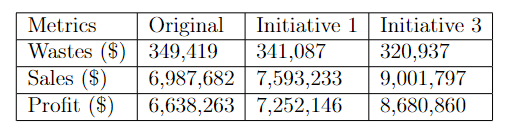 Metrics Original Initiative 1 Initiative 3
Wastes ($) 349,419 341,087 320,937
Sales ($) 6,987,682 7,593,233 9,001,797
Profit ($) 6,638,263 7,252,146 8,680,860